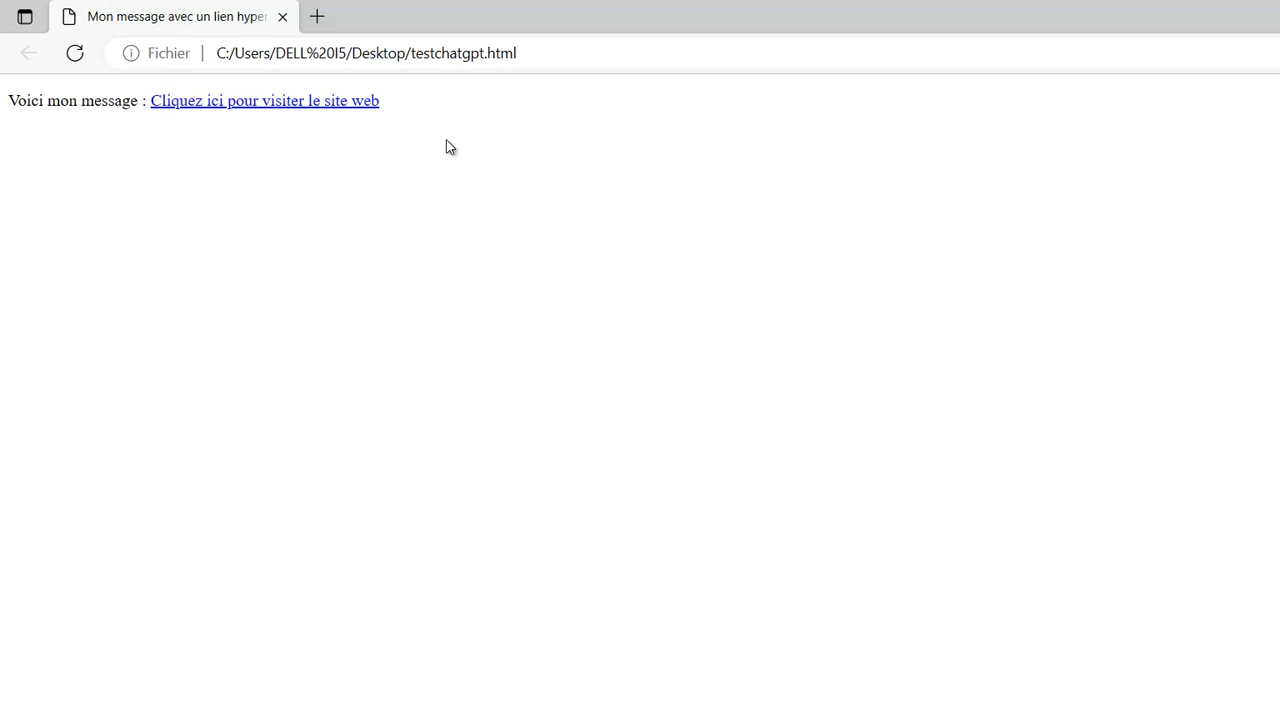 Mon message avec un lien hyper
Fichier | C:/Users/DELL%20I5/Desktop/testchatgpt.html
Voici mon message : Cliquez ici pour visiter le site web